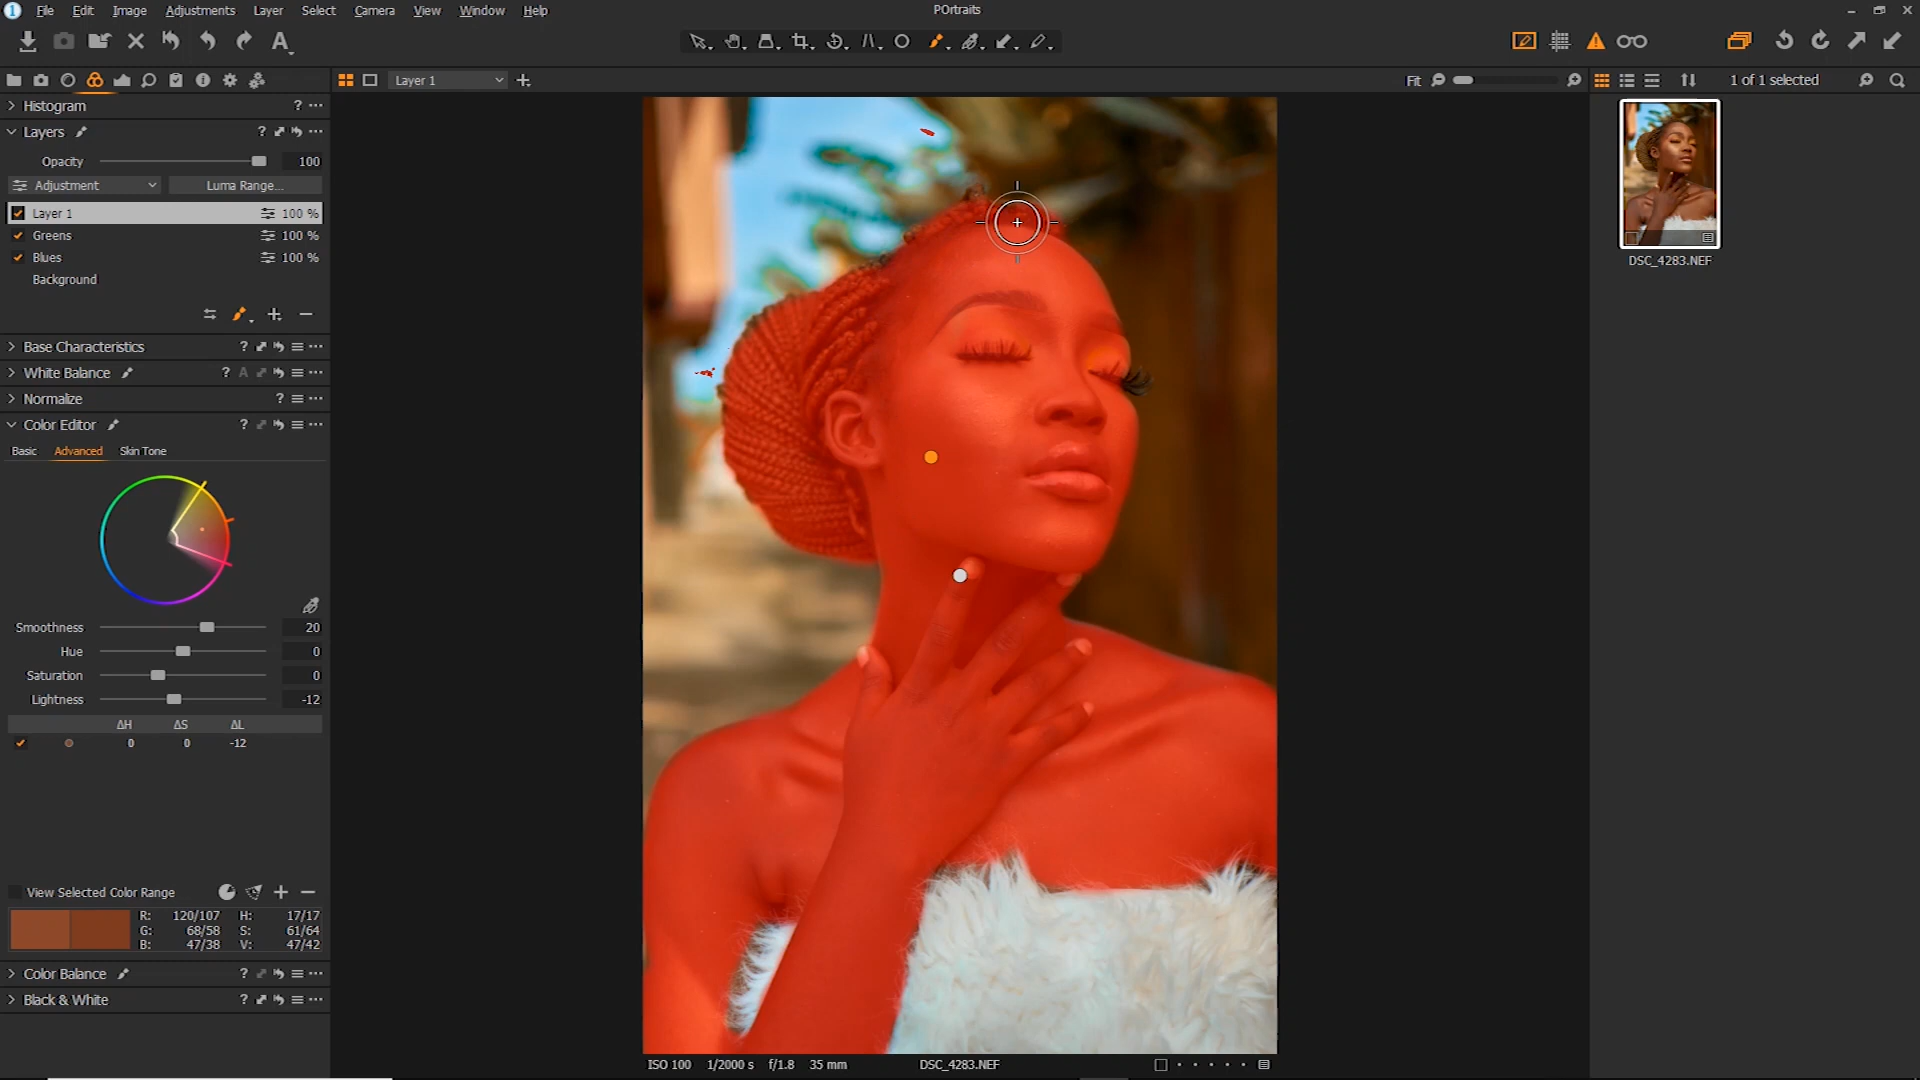 1 File Edit Image Adjustments Layer Select Camera View Window Help
POrtraits
A
Layer 1
Fit
1 of 1 selected
Histogram ? ...
Layers ? ...
Opacity 100
Adjustment Luma Range...
Layer 1 100 %
Greens 100 %
Blues 100 %
Background
Base Characteristics ? ...
White Balance ? A ...
Normalize ? ...
Color Editor ? ...
Basic Advanced Skin Tone
Smoothness 20
Hue 0
Saturation 0
Lightness -12
ΔH ΔS ΔL
0 0 -12
View Selected Color Range
R: 120/107 H: 17/17
G: 68/58 S: 61/64
B: 47/38 V: 47/42
Color Balance ? ...
Black & White ? ...
ISO 100 1/2000 s f/1.8 35 mm DSC_4283.NEF
DSC_4283.NEF